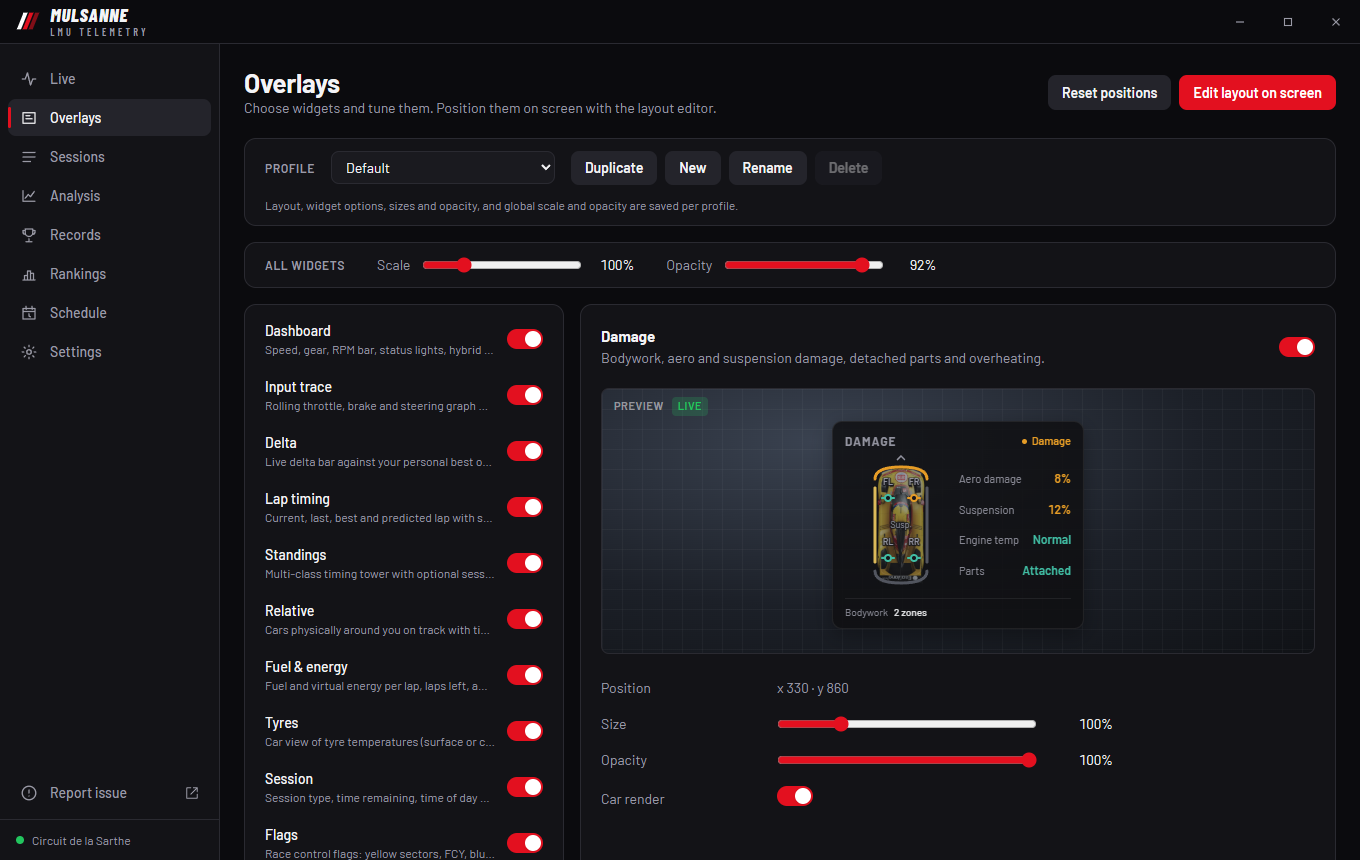 MULSANNE
LMU TELEMETRY
Live
Overlays
Sessions
Analysis
Records
Rankings
Schedule
Settings
Report issue
Circuit de la Sarthe
Overlays
Choose widgets and tune them. Position them on screen with the layout editor.
Reset positions
Edit layout on screen
PROFILE
Default
Duplicate
New
Rename
Delete
Layout, widget options, sizes and opacity, and global scale and opacity are saved per profile.
ALL WIDGETS
Scale
100%
Opacity
92%
Dashboard
Speed, gear, RPM bar, status lights, hybrid ...
Input trace
Rolling throttle, brake and steering graph ...
Delta
Live delta bar against your personal best o...
Lap timing
Current, last, best and predicted lap with s...
Standings
Multi-class timing tower with optional sess...
Relative
Cars physically around you on track with ti...
Fuel & energy
Fuel and virtual energy per lap, laps left, a...
Tyres
Car view of tyre temperatures (surface or c...
Session
Session type, time remaining, time of day ...
Flags
Race control flags: yellow sectors, FCY, blu...
Damage
Bodywork, aero and suspension damage, detached parts and overheating.
PREVIEW
LIVE
DAMAGE
Damage
FL
FR
Susp.
RL
RR
Aero damage
8%
Suspension
12%
Engine temp
Normal
Parts
Attached
Bodywork 2 zones
Position
x 330 · y 860
Size
100%
Opacity
100%
Car render